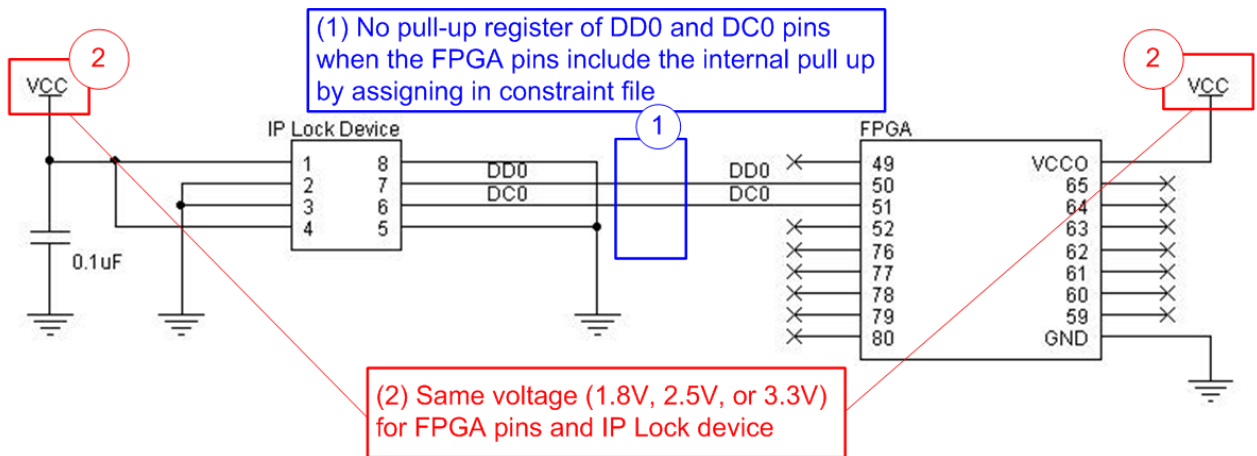 (1) No pull-up register of DD0 and DC0 pins
when the FPGA pins include the internal pull up
by assigning in constraint file
2
VCC
2
VCC
1
IP Lock Device
1
2
3
4
8
7
6
5
DD0
DC0
DD0
DC0
FPGA
49
50
51
52
76
77
78
79
80
VCCO
65
64
63
62
61
60
59
GND
0.1uF
(2) Same voltage (1.8V, 2.5V, or 3.3V)
for FPGA pins and IP Lock device